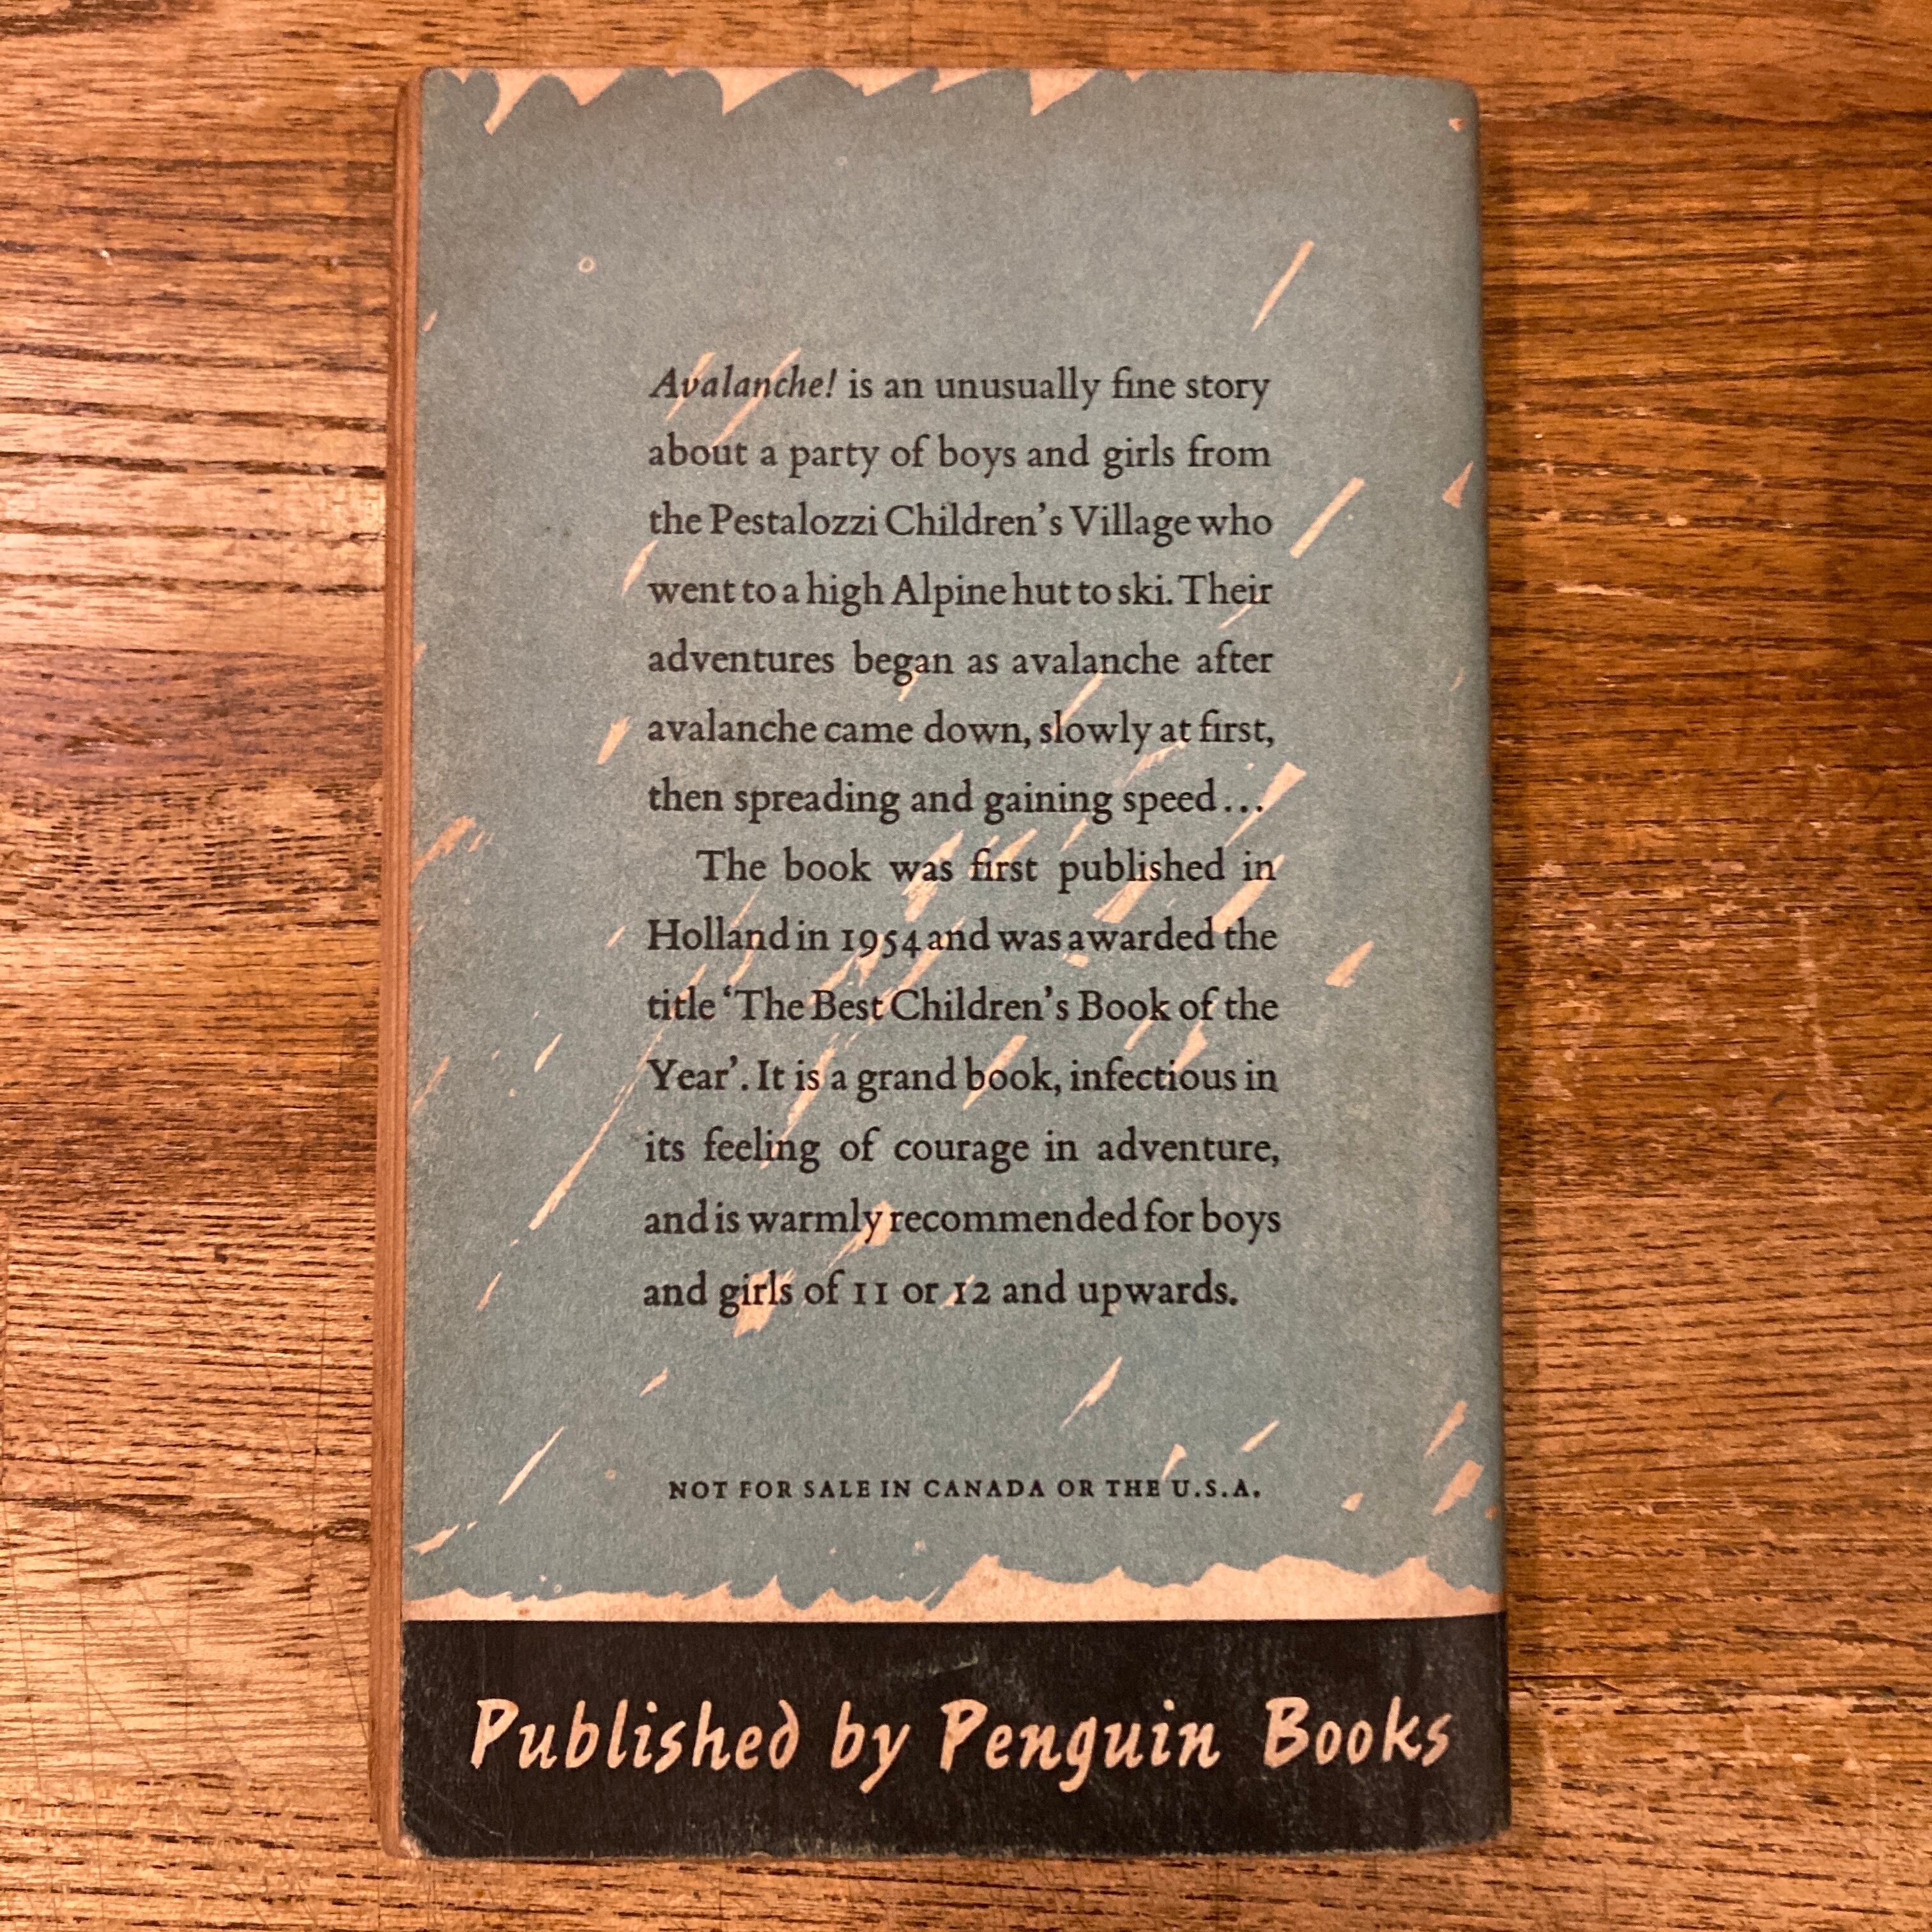 Avalanche! is an unusually fine story
about a party of boys and girls from
the Pestalozzi Children's Village who
went to a high Alpine hut to ski. Their
adventures began as avalanche after
avalanche came down, slowly at first,
then spreading and gaining speed...
The book was first published in
Holland in 1954 and was awarded the
title ‘The Best Children's Book of the
Year’. It is a grand book, infectious in
its feeling of courage in adventure,
and is warmly recommended for boys
and girls of 11 or 12 and upwards.
NOT FOR SALE IN CANADA OR THE U.S.A.
Published by Penguin Books